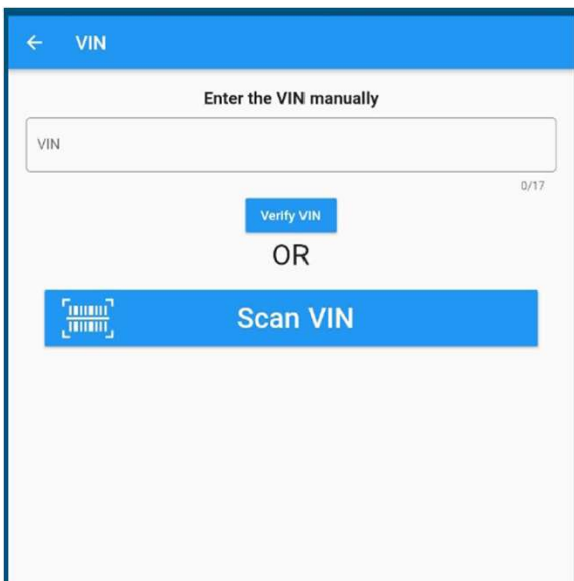 VIN
Enter the VIN manually
VIN
0/17
Verify VIN
OR
Scan VIN